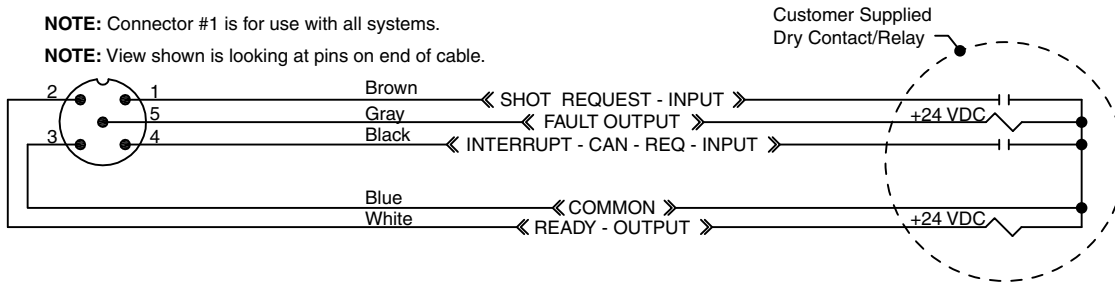 NOTE: Connector #1 is for use with all systems.
NOTE: View shown is looking at pins on end of cable.
Customer Supplied
Dry Contact/Relay
2 1 Brown SHOT REQUEST - INPUT
5 Gray FAULT OUTPUT +24 VDC
3 4 Black INTERRUPT - CAN - REQ - INPUT
Blue COMMON
White READY - OUTPUT +24 VDC